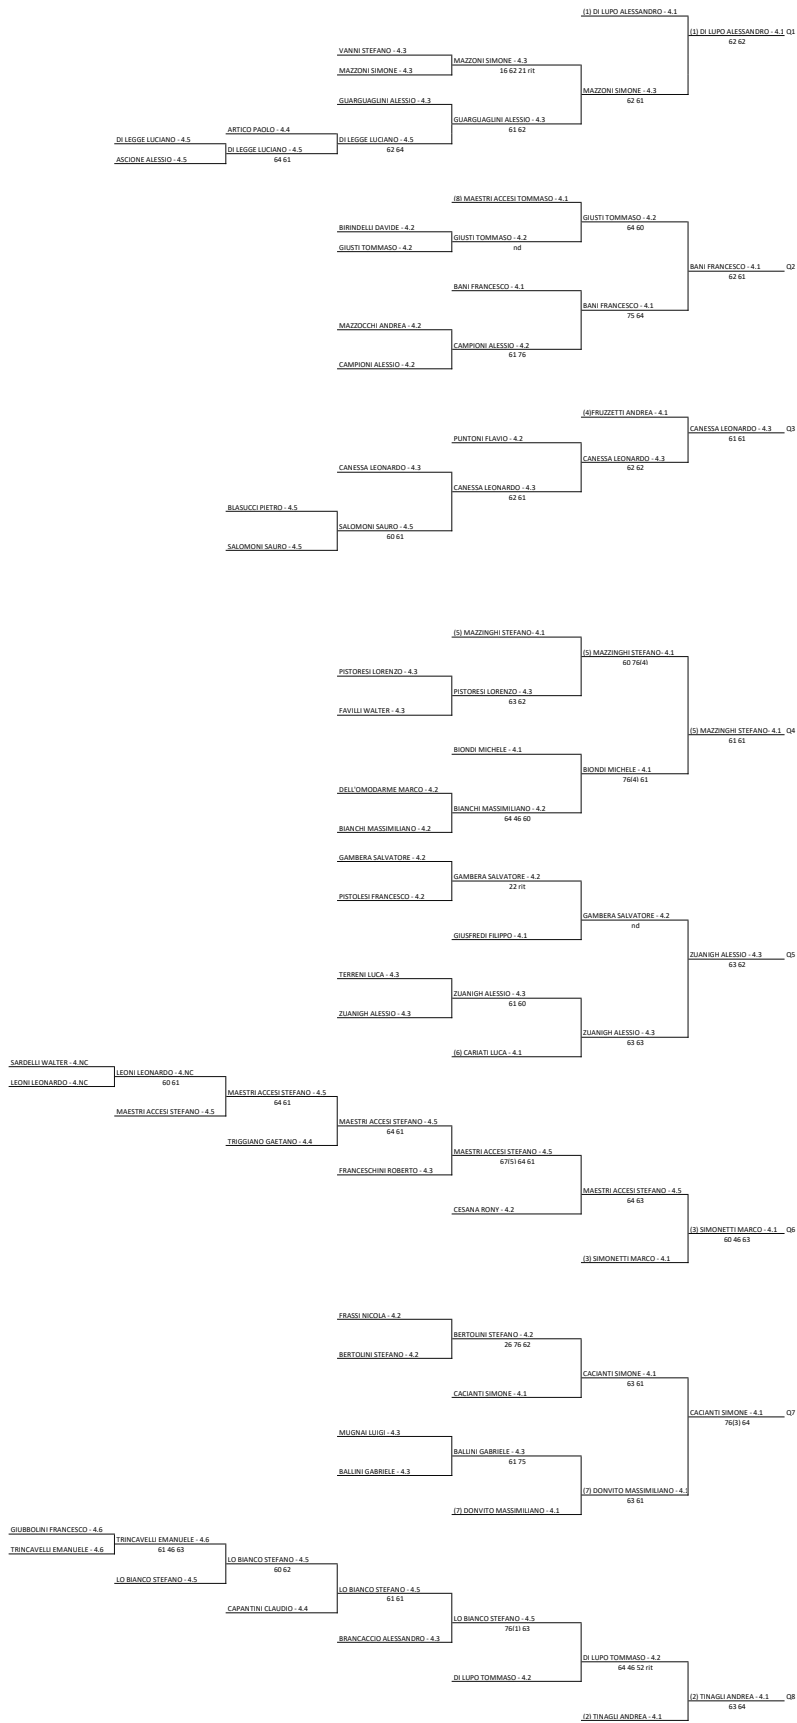 (1) DI LUPO ALESSANDRO - 4.1
(1) DI LUPO ALESSANDRO - 4.1 Q1
62 62
VANNI STEFANO - 4.3
MAZZONI SIMONE - 4.3
16 62 21 rit
MAZZONI SIMONE - 4.3
MAZZONI SIMONE - 4.3
62 61
GUARGUAGLINI ALESSIO - 4.3
GUARGUAGLINI ALESSIO - 4.3
61 62
ARTICO PAOLO - 4.4
DI LEGGE LUCIANO - 4.5
DI LEGGE LUCIANO - 4.5
62 64
DI LEGGE LUCIANO - 4.5
64 61
ASCIONE ALESSIO - 4.5
(8) MAESTRI ACCESI TOMMASO - 4.1
GIUSTI TOMMASO - 4.2
64 60
BIRINDELLI DAVIDE - 4.2
GIUSTI TOMMASO - 4.2
nd
GIUSTI TOMMASO - 4.2
BANI FRANCESCO - 4.1 Q2
62 61
BANI FRANCESCO - 4.1
BANI FRANCESCO - 4.1
75 64
MAZZOCCHI ANDREA - 4.2
CAMPIONI ALESSIO - 4.2
61 76
CAMPIONI ALESSIO - 4.2
(4)FRUZZETTI ANDREA - 4.1
CANESSA LEONARDO - 4.3 Q3
61 61
PUNTONI FLAVIO - 4.2
CANESSA LEONARDO - 4.3
62 62
CANESSA LEONARDO - 4.3
CANESSA LEONARDO - 4.3
62 61
BLASUCCI PIETRO - 4.5
SALOMONI SAURO - 4.5
60 61
SALOMONI SAURO - 4.5
(5) MAZZINGHI STEFANO- 4.1
(5) MAZZINGHI STEFANO- 4.1
60 76(4)
PISTORESI LORENZO - 4.3
PISTORESI LORENZO - 4.3
63 62
FAVILLI WALTER - 4.3
(5) MAZZINGHI STEFANO- 4.1 Q4
61 61
BIONDI MICHELE - 4.1
BIONDI MICHELE - 4.1
76(4) 61
DELL'OMODARME MARCO - 4.2
BIANCHI MASSIMILIANO - 4.2
64 46 60
BIANCHI MASSIMILIANO - 4.2
GAMBERA SALVATORE - 4.2
GAMBERA SALVATORE - 4.2
22 rit
PISTOLESI FRANCESCO - 4.2
GAMBERA SALVATORE - 4.2
nd
GIUSFREDI FILIPPO - 4.1
ZUANIGH ALESSIO - 4.3 Q5
63 62
TERRENI LUCA - 4.3
ZUANIGH ALESSIO - 4.3
61 60
ZUANIGH ALESSIO - 4.3
ZUANIGH ALESSIO - 4.3
63 63
(6) CARIATI LUCA - 4.1
SARDELLI WALTER - 4.NC
LEONI LEONARDO - 4.NC
60 61
LEONI LEONARDO - 4.NC
MAESTRI ACCESI STEFANO - 4.5
64 61
MAESTRI ACCESI STEFANO - 4.5
MAESTRI ACCESI STEFANO - 4.5
64 61
TRIGGIANO GAETANO - 4.4
MAESTRI ACCESI STEFANO - 4.5
67(5) 64 61
FRANCESCHINI ROBERTO - 4.3
MAESTRI ACCESI STEFANO - 4.5
64 63
CESANA RONY - 4.2
(3) SIMONETTI MARCO - 4.1 Q6
60 46 63
(3) SIMONETTI MARCO - 4.1
FRASSI NICOLA - 4.2
BERTOLINI STEFANO - 4.2
26 76 62
BERTOLINI STEFANO - 4.2
CACIANTI SIMONE - 4.1
63 61
CACIANTI SIMONE - 4.1
CACIANTI SIMONE - 4.1 Q7
76(3) 64
MUGNAI LUIGI - 4.3
BALLINI GABRIELE - 4.3
61 75
BALLINI GABRIELE - 4.3
(7) DONVITO MASSIMILIANO - 4.1
63 61
(7) DONVITO MASSIMILIANO - 4.1
GIUBBOLINI FRANCESCO - 4.6
TRINCAVELLI EMANUELE - 4.6
61 46 63
TRINCAVELLI EMANUELE - 4.6
LO BIANCO STEFANO - 4.5
60 62
LO BIANCO STEFANO - 4.5
LO BIANCO STEFANO - 4.5
61 61
CAPANTINI CLAUDIO - 4.4
LO BIANCO STEFANO - 4.5
76(1) 63
BRANCACCIO ALESSANDRO - 4.3
DI LUPO TOMMASO - 4.2
64 46 52 rit
DI LUPO TOMMASO - 4.2
(2) TINAGLI ANDREA - 4.1 Q8
63 64
(2) TINAGLI ANDREA - 4.1